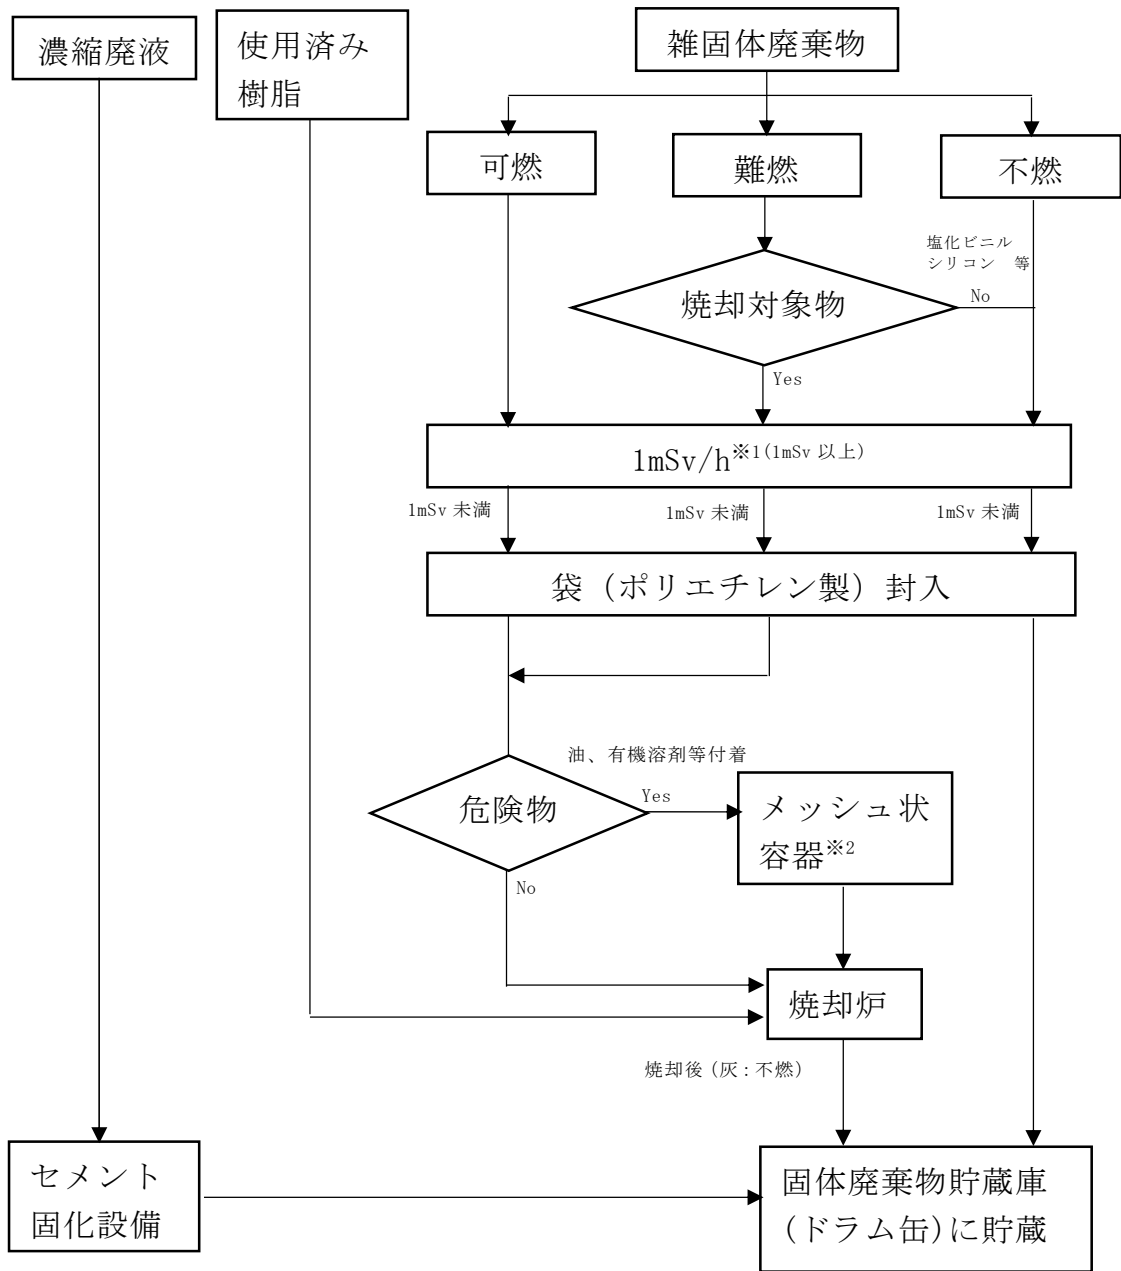 濃縮廃液
使用済み
樹脂
雑固体廃棄物
可燃
難燃
不燃
塩化ビニル
シリコン 等
焼却対象物
No
Yes
1mSv/h※1(1mSv 以上)
1mSv 未満
1mSv 未満
1mSv 未満
袋（ポリエチレン製）封入
油、有機溶剤等付着
危険物
Yes
メッシュ状
容器※2
No
焼却炉
焼却後（灰：不燃）
セメント
固化設備
固体廃棄物貯蔵庫
(ドラム缶)に貯蔵